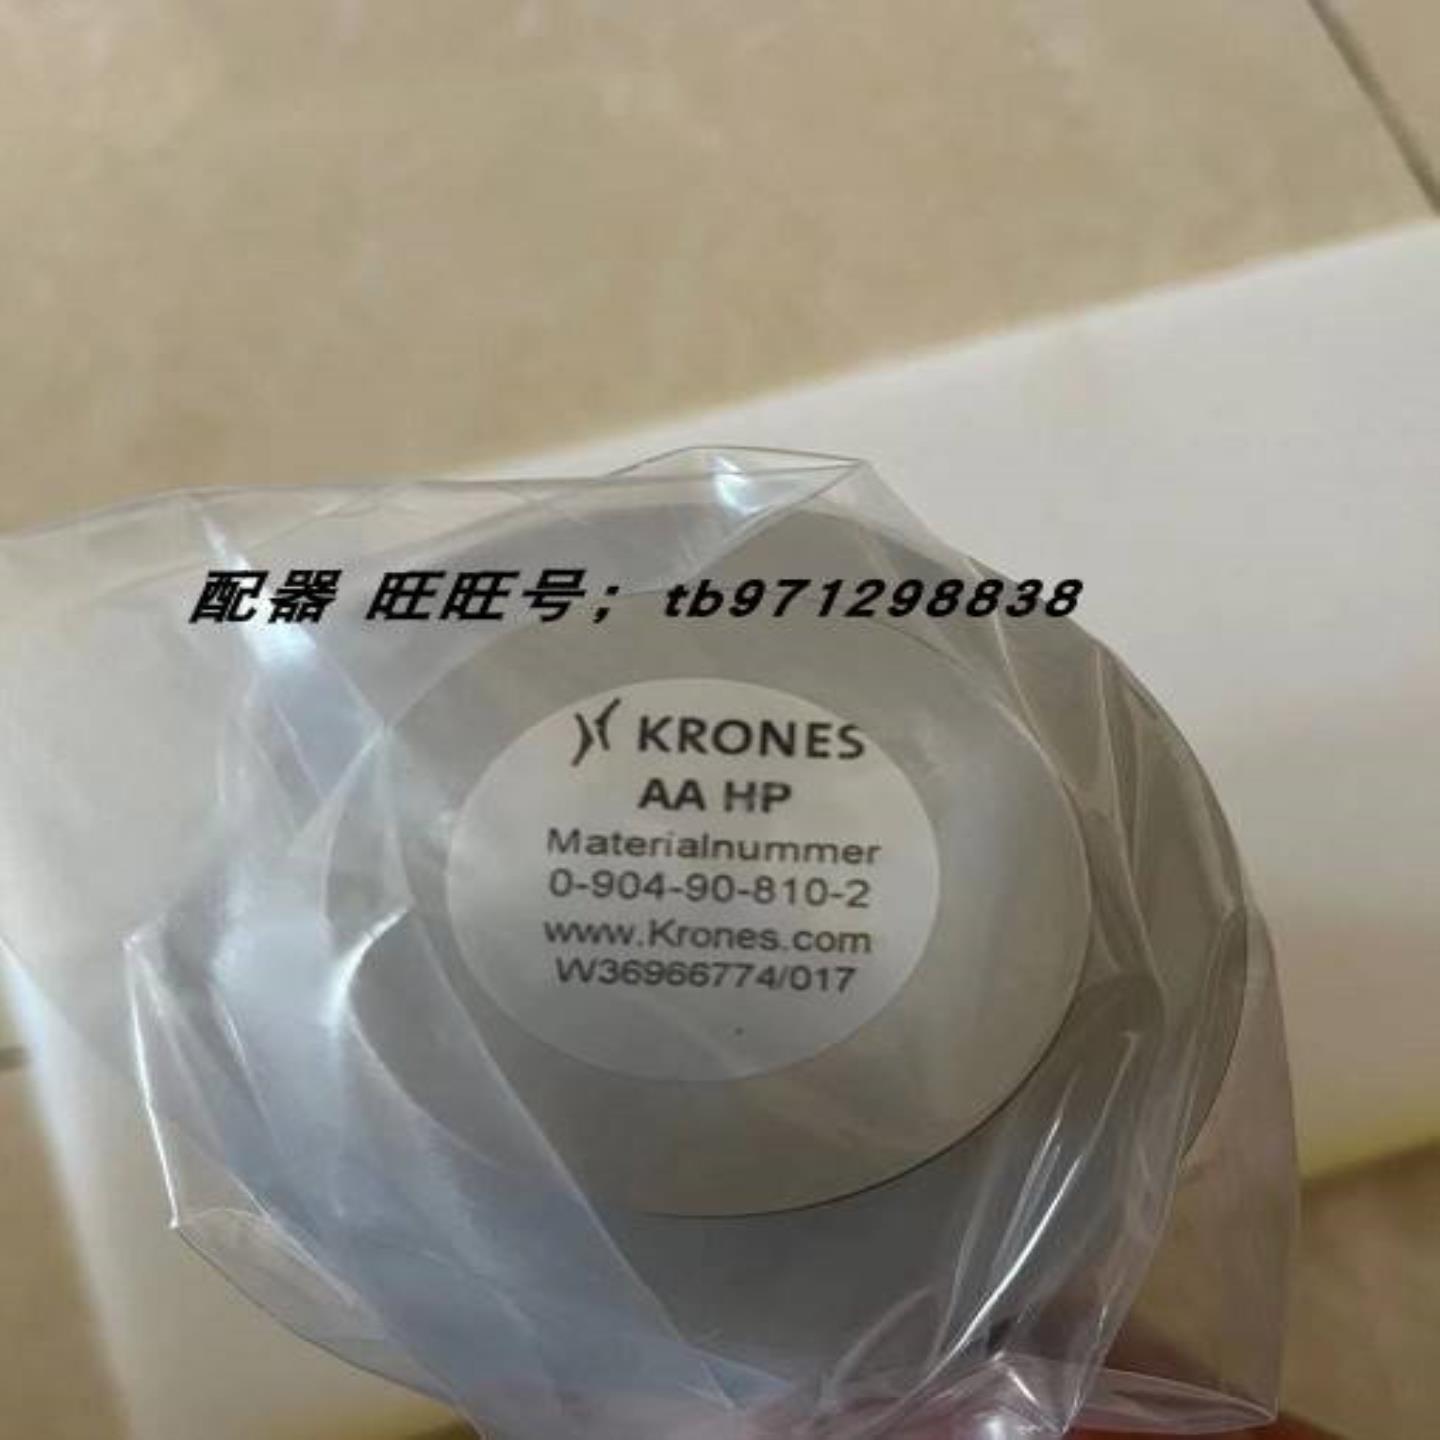 配器 旺旺号；tb971298838
KRONES
AA HP
Materialnummer
0-904-90-810-2
www.Krones.com
W36966774/017